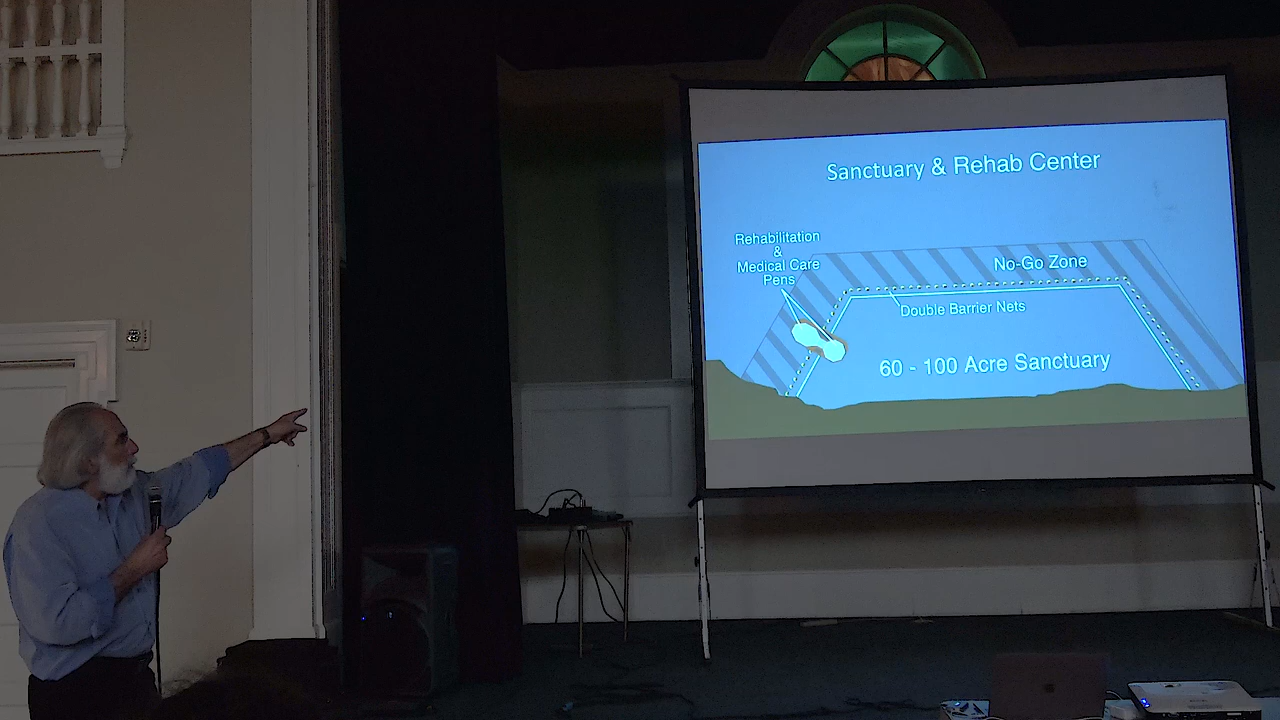 Sanctuary & Rehab Center
Rehabilitation
&
Medical Care
Pens
No-Go Zone
Double Barrier Nets
60 - 100 Acre Sanctuary